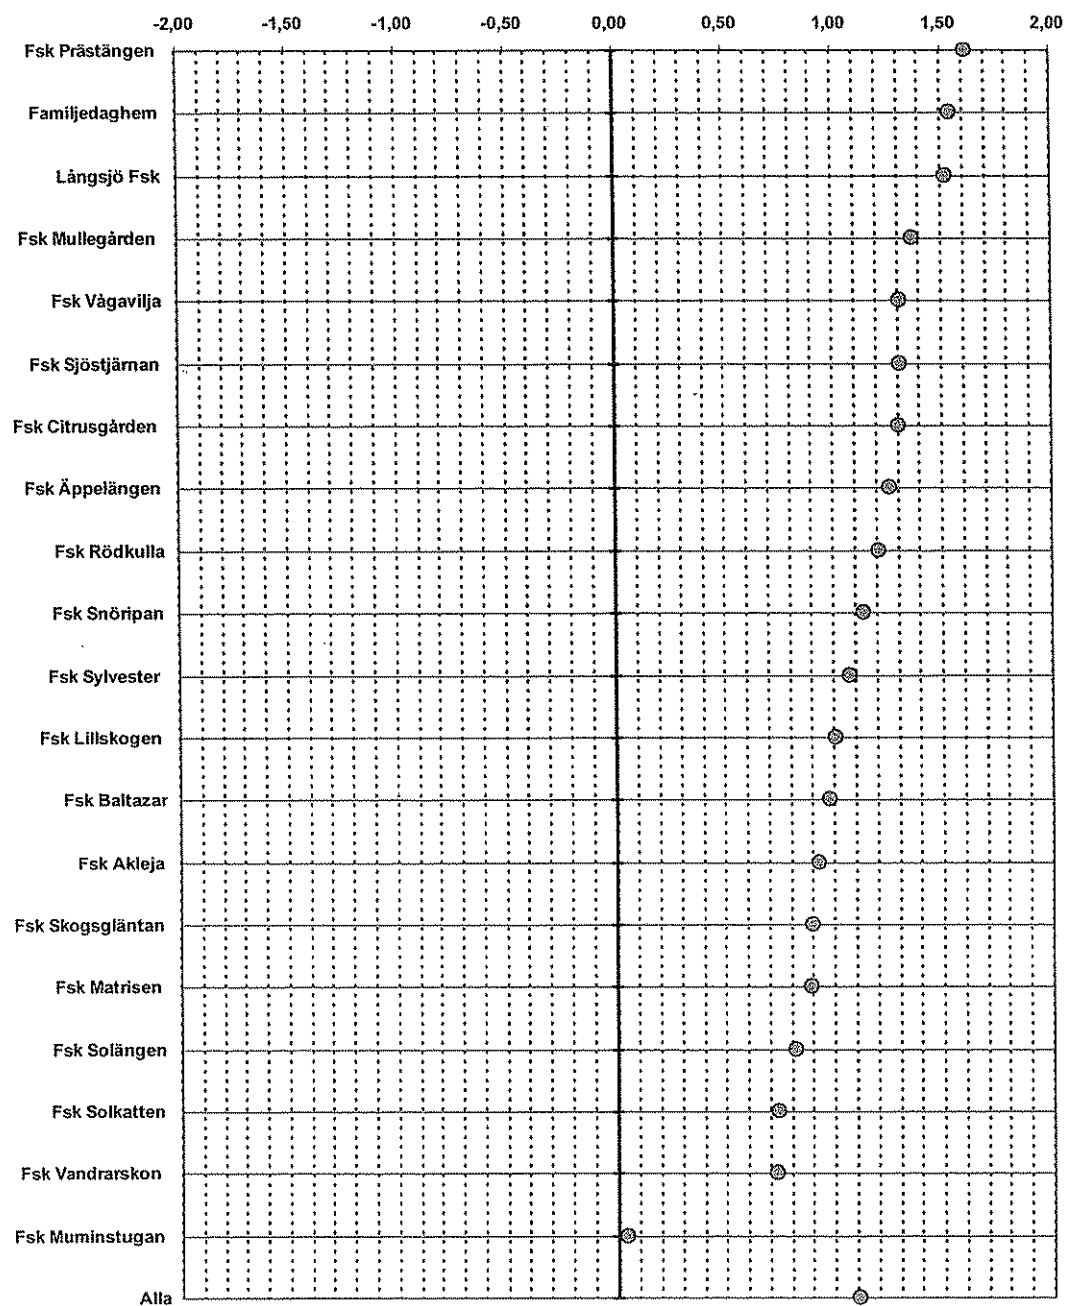 -2,00 -1,50 -1,00 -0,50 0,00 0,50 1,00 1,50 2,00
Fsk Prästängen
Familjedaghem
Långsjö Fsk
Fsk Mullegården
Fsk Vågavilja
Fsk Sjöstjärnan
Fsk Citrusgården
Fsk Äppelängen
Fsk Rödkulla
Fsk Snöripan
Fsk Sylvester
Fsk Lillskogen
Fsk Baltazar
Fsk Akleja
Fsk Skogsgläntan
Fsk Matrisen
Fsk Solängen
Fsk Solkatten
Fsk Vandrarskon
Fsk Muminstugan
Alla